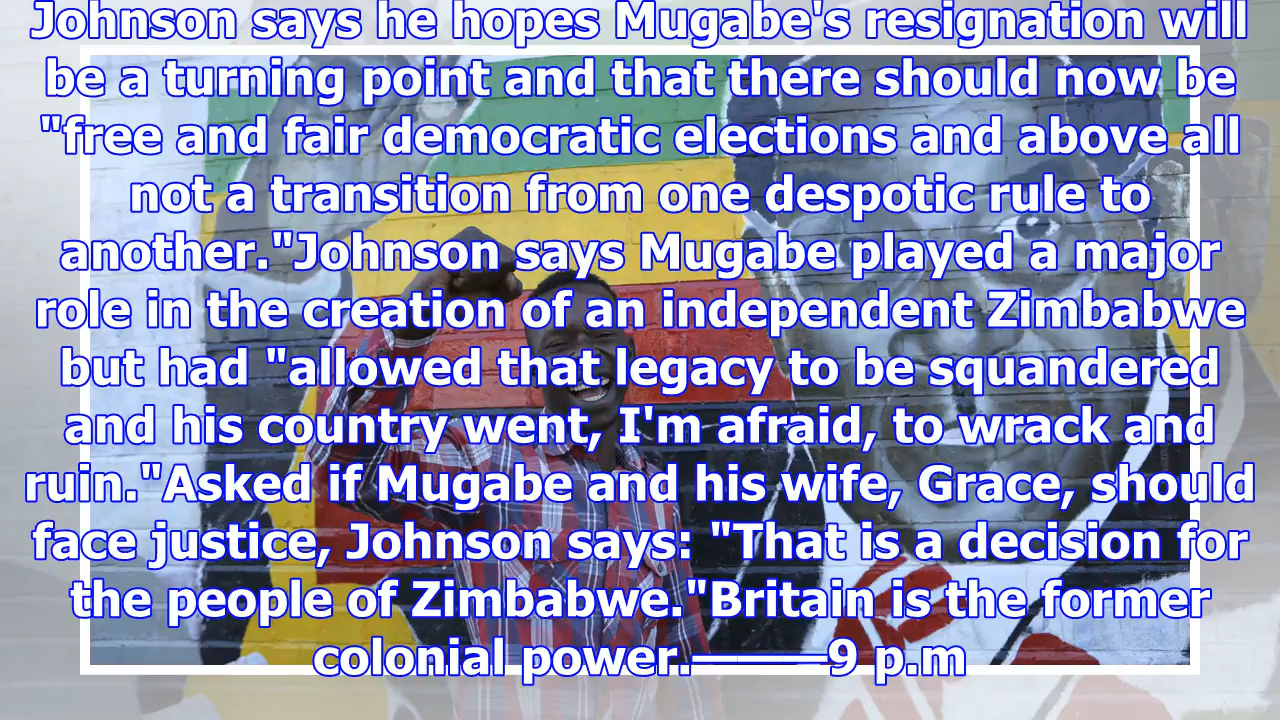 Johnson says he hopes Mugabe's resignation will
be a turning point and that there should now be
"free and fair democratic elections and above all
not a transition from one despotic rule to
another."Johnson says Mugabe played a major
role in the creation of an independent Zimbabwe
but had "allowed that legacy to be squandered
and his country went, I'm afraid, to wrack and
ruin."Asked if Mugabe and his wife, Grace, should
face justice, Johnson says: "That is a decision for
the people of Zimbabwe."Britain is the former
colonial power.———9 p.m